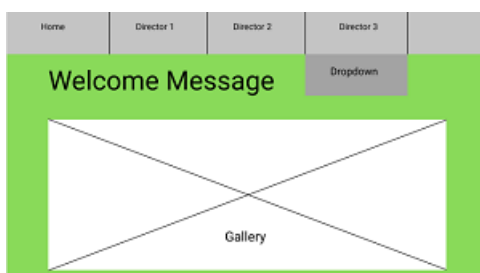 Home
Director 1
Director 2
Director 3
Dropdown
Welcome Message
Gallery